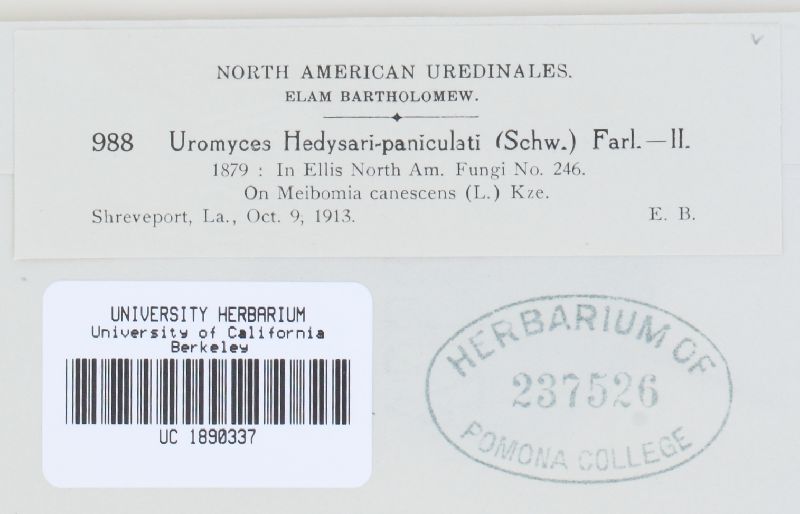 NORTH AMERICAN UREDINALES.
ELAM BARTHOLOMEW.
988 Uromyces Hedysari-paniculati (Schw.) Farl.—II.
1879 : In Ellis North Am. Fungi No. 246.
On Meibomia canescens (L.) Kze.
Shreveport, La., Oct. 9, 1913. E. B.
UNIVERSITY HERBARIUM
University of California
Berkeley
UC 1890337
HERBARIUM OF
237526
POMONA COLLEGE